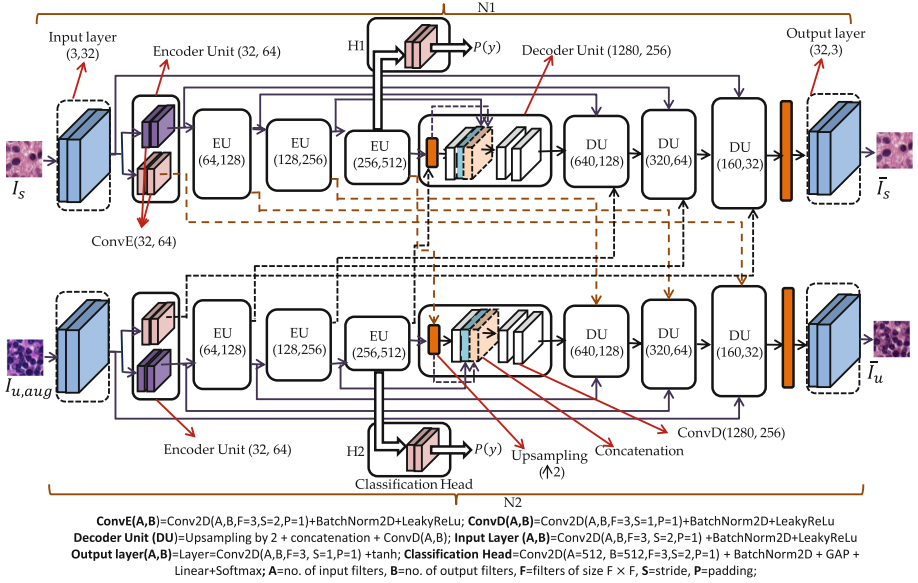 N1
Input layer
(3,32)
Encoder Unit (32, 64)
H1
P(y)
Decoder Unit (1280, 256)
Output layer
(32,3)
EU
(64,128)
EU
(128,256)
EU
(256,512)
DU
(640,128)
DU
(320,64)
DU
(160,32)
I_s
Ī_s
ConvE(32, 64)
EU
(64,128)
EU
(128,256)
EU
(256,512)
DU
(640,128)
DU
(320,64)
DU
(160,32)
I_{u,aug}
Ī_u
Encoder Unit (32, 64)
H2
P(y)
Classification Head
Upsampling
(↑2)
Concatenation
ConvD(1280, 256)
N2
ConvE(A,B)=Conv2D(A,B,F=3,S=2,P=1)+BatchNorm2D+LeakyReLu; ConvD(A,B)=Conv2D(A,B,F=3,S=1,P=1)+BatchNorm2D+LeakyReLu
Decoder Unit (DU)=Upsampling by 2 + concatenation + ConvD(A,B); Input Layer (A,B)=Conv2D(A,B,F=3, S=2,P=1) +BatchNorm2D+LeakyReLu
Output layer(A,B)=Layer=Conv2D(A,B,F=3, S=1,P=1) +tanh; Classification Head=Conv2D(A=512, B=512,F=3,S=2,P=1) + BatchNorm2D + GAP +
Linear+Softmax; A=no. of input filters, B=no. of output filters, F=filters of size F × F, S=stride, P=padding;